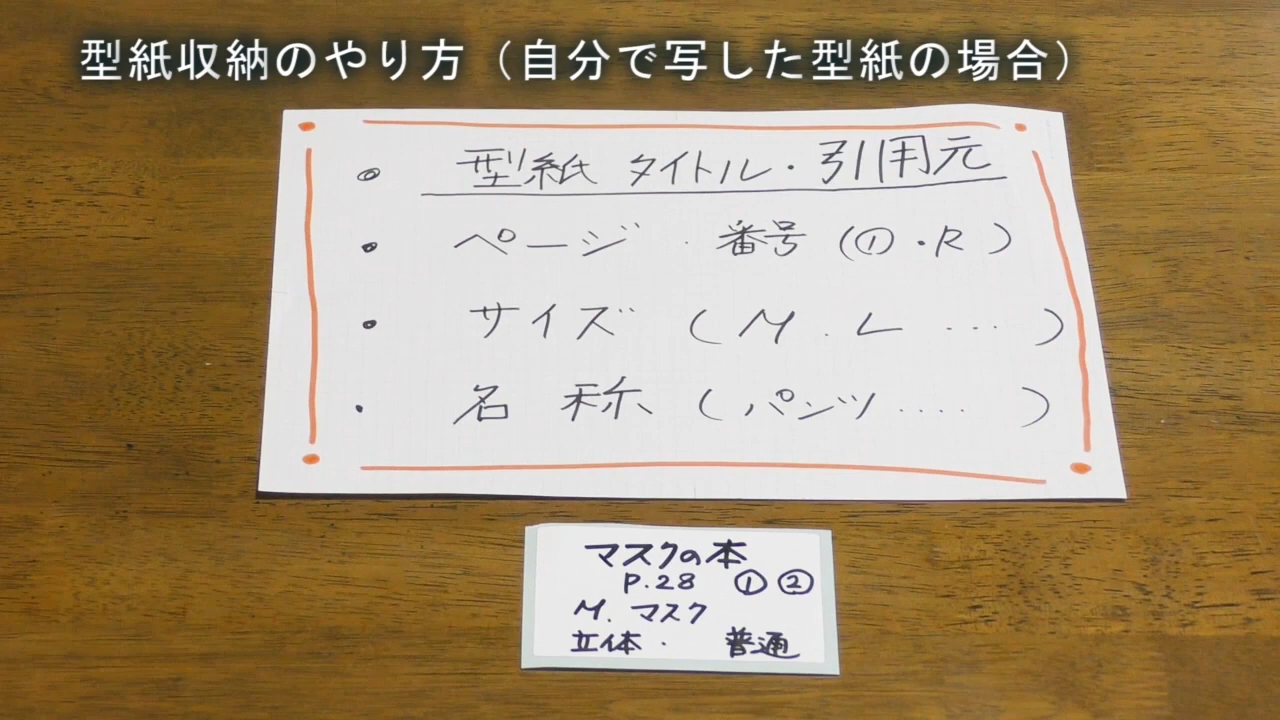 型紙収納のやり方（自分で写した型紙の場合）
。 型紙 タイトル・引用元
・ ページ ・ 番号（①・R）
・ サイズ（M . L …）
・ 名称（パンツ‥‥）
マスクの本
P.28 ① ②
M. マスク
立体・ 普通